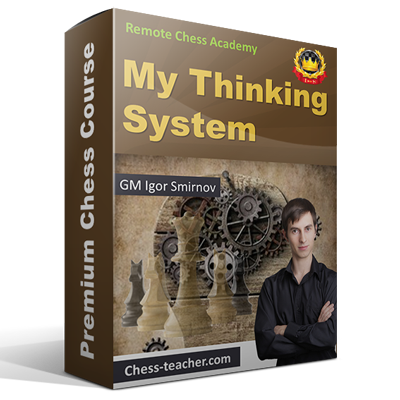 Premium Chess Course
Remote Chess Academy
My Thinking
System
GM Igor Smirnov
Chess-teacher.com